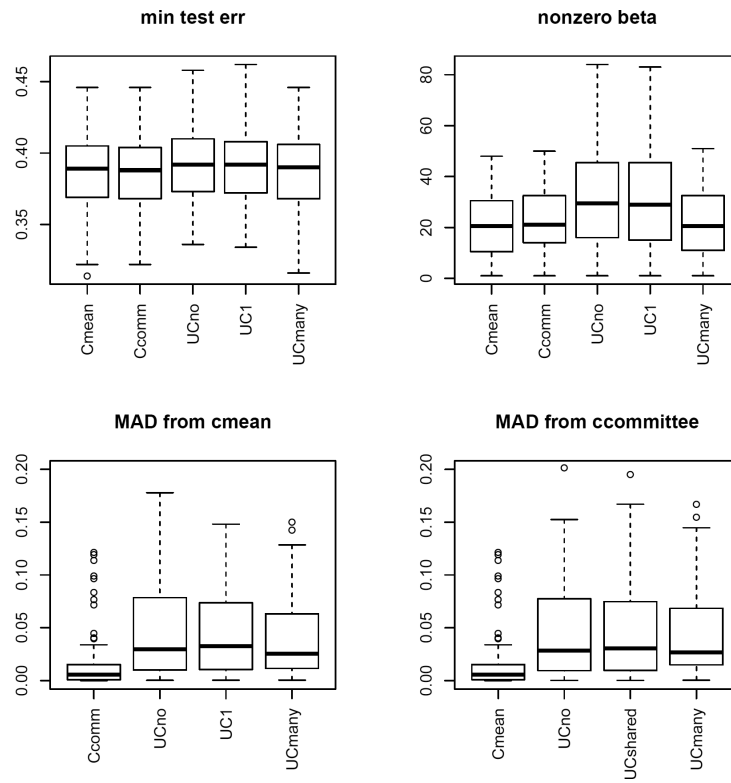 min test err
0.45
0.40
0.35
Cmean
Ccomm
UCno
UC1
UCmany
nonzero beta
80
60
40
20
0
Cmean
Ccomm
UCno
UC1
UCmany
MAD from cmean
0.20
0.15
0.10
0.05
0.00
Ccomm
UCno
UC1
UCmany
MAD from ccommittee
0.20
0.15
0.10
0.05
0.00
Cmean
UCno
UCshared
UCmany